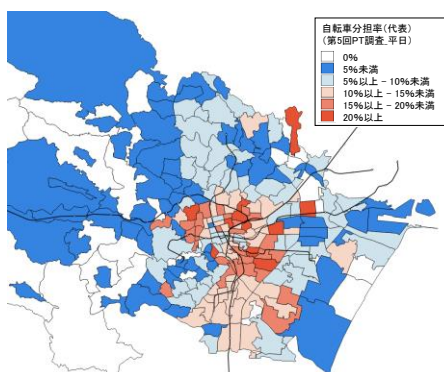 自転車分担率(代表)
(第5回PT調査_平日)
0%
5%未満
5%以上 - 10%未満
10%以上 - 15%未満
15%以上 - 20%未満
20%以上